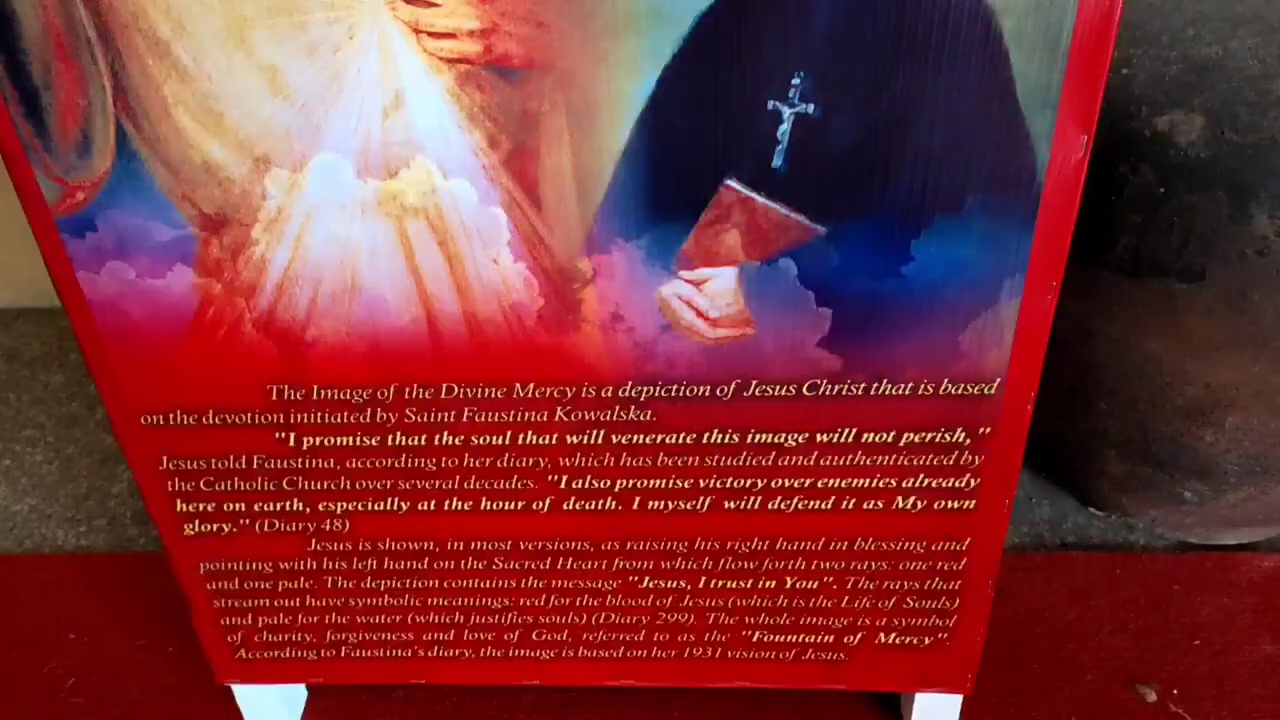 The Image of the Divine Mercy is a depiction of Jesus Christ that is based
on the devotion initiated by Saint Faustina Kowalska.
"I promise that the soul that will venerate this image will not perish, "
Jesus told Faustina, according to her diary, which has been studied and authenticated by
the Catholic Church over several decades. "I also promise victory over enemies already
here on earth, especially at the hour of death. I myself will defend it as My own
glory." (Diary 48)
Jesus is shown, in most versions, as raising his right hand in blessing and
pointing with his left hand on the Sacred Heart from which flow forth two rays: one red
and one pale. The depiction contains the message "Jesus, I trust in You". The rays that
stream out have symbolic meanings: red for the blood of Jesus (which is the Life of Souls)
and pale for the water (which justifies souls) (Diary 299). The whole image is a symbol
of charity, forgiveness and love of God, referred to as the "Fountain of Mercy".
According to Faustina's diary, the image is based on her 1931 vision of Jesus.